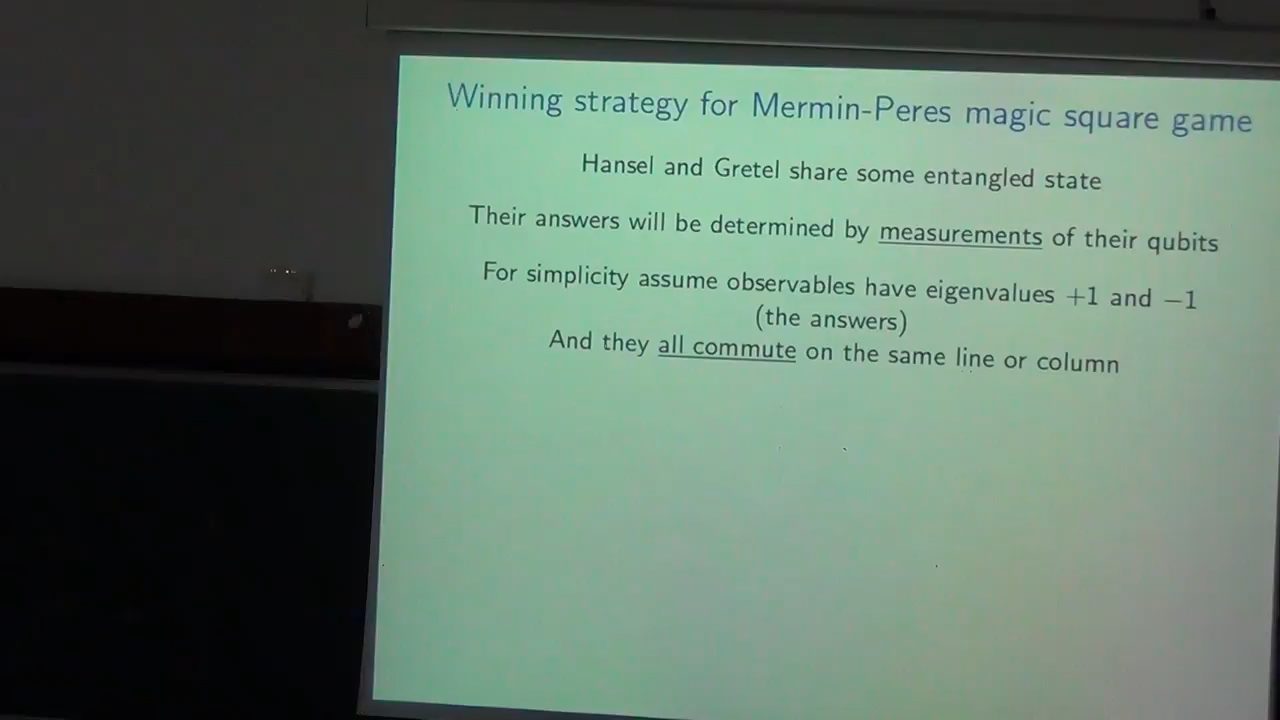 Winning strategy for Mermin-Peres magic square game
Hansel and Gretel share some entangled state
Their answers will be determined by measurements of their qubits
For simplicity assume observables have eigenvalues +1 and −1
(the answers)
And they all commute on the same line or column